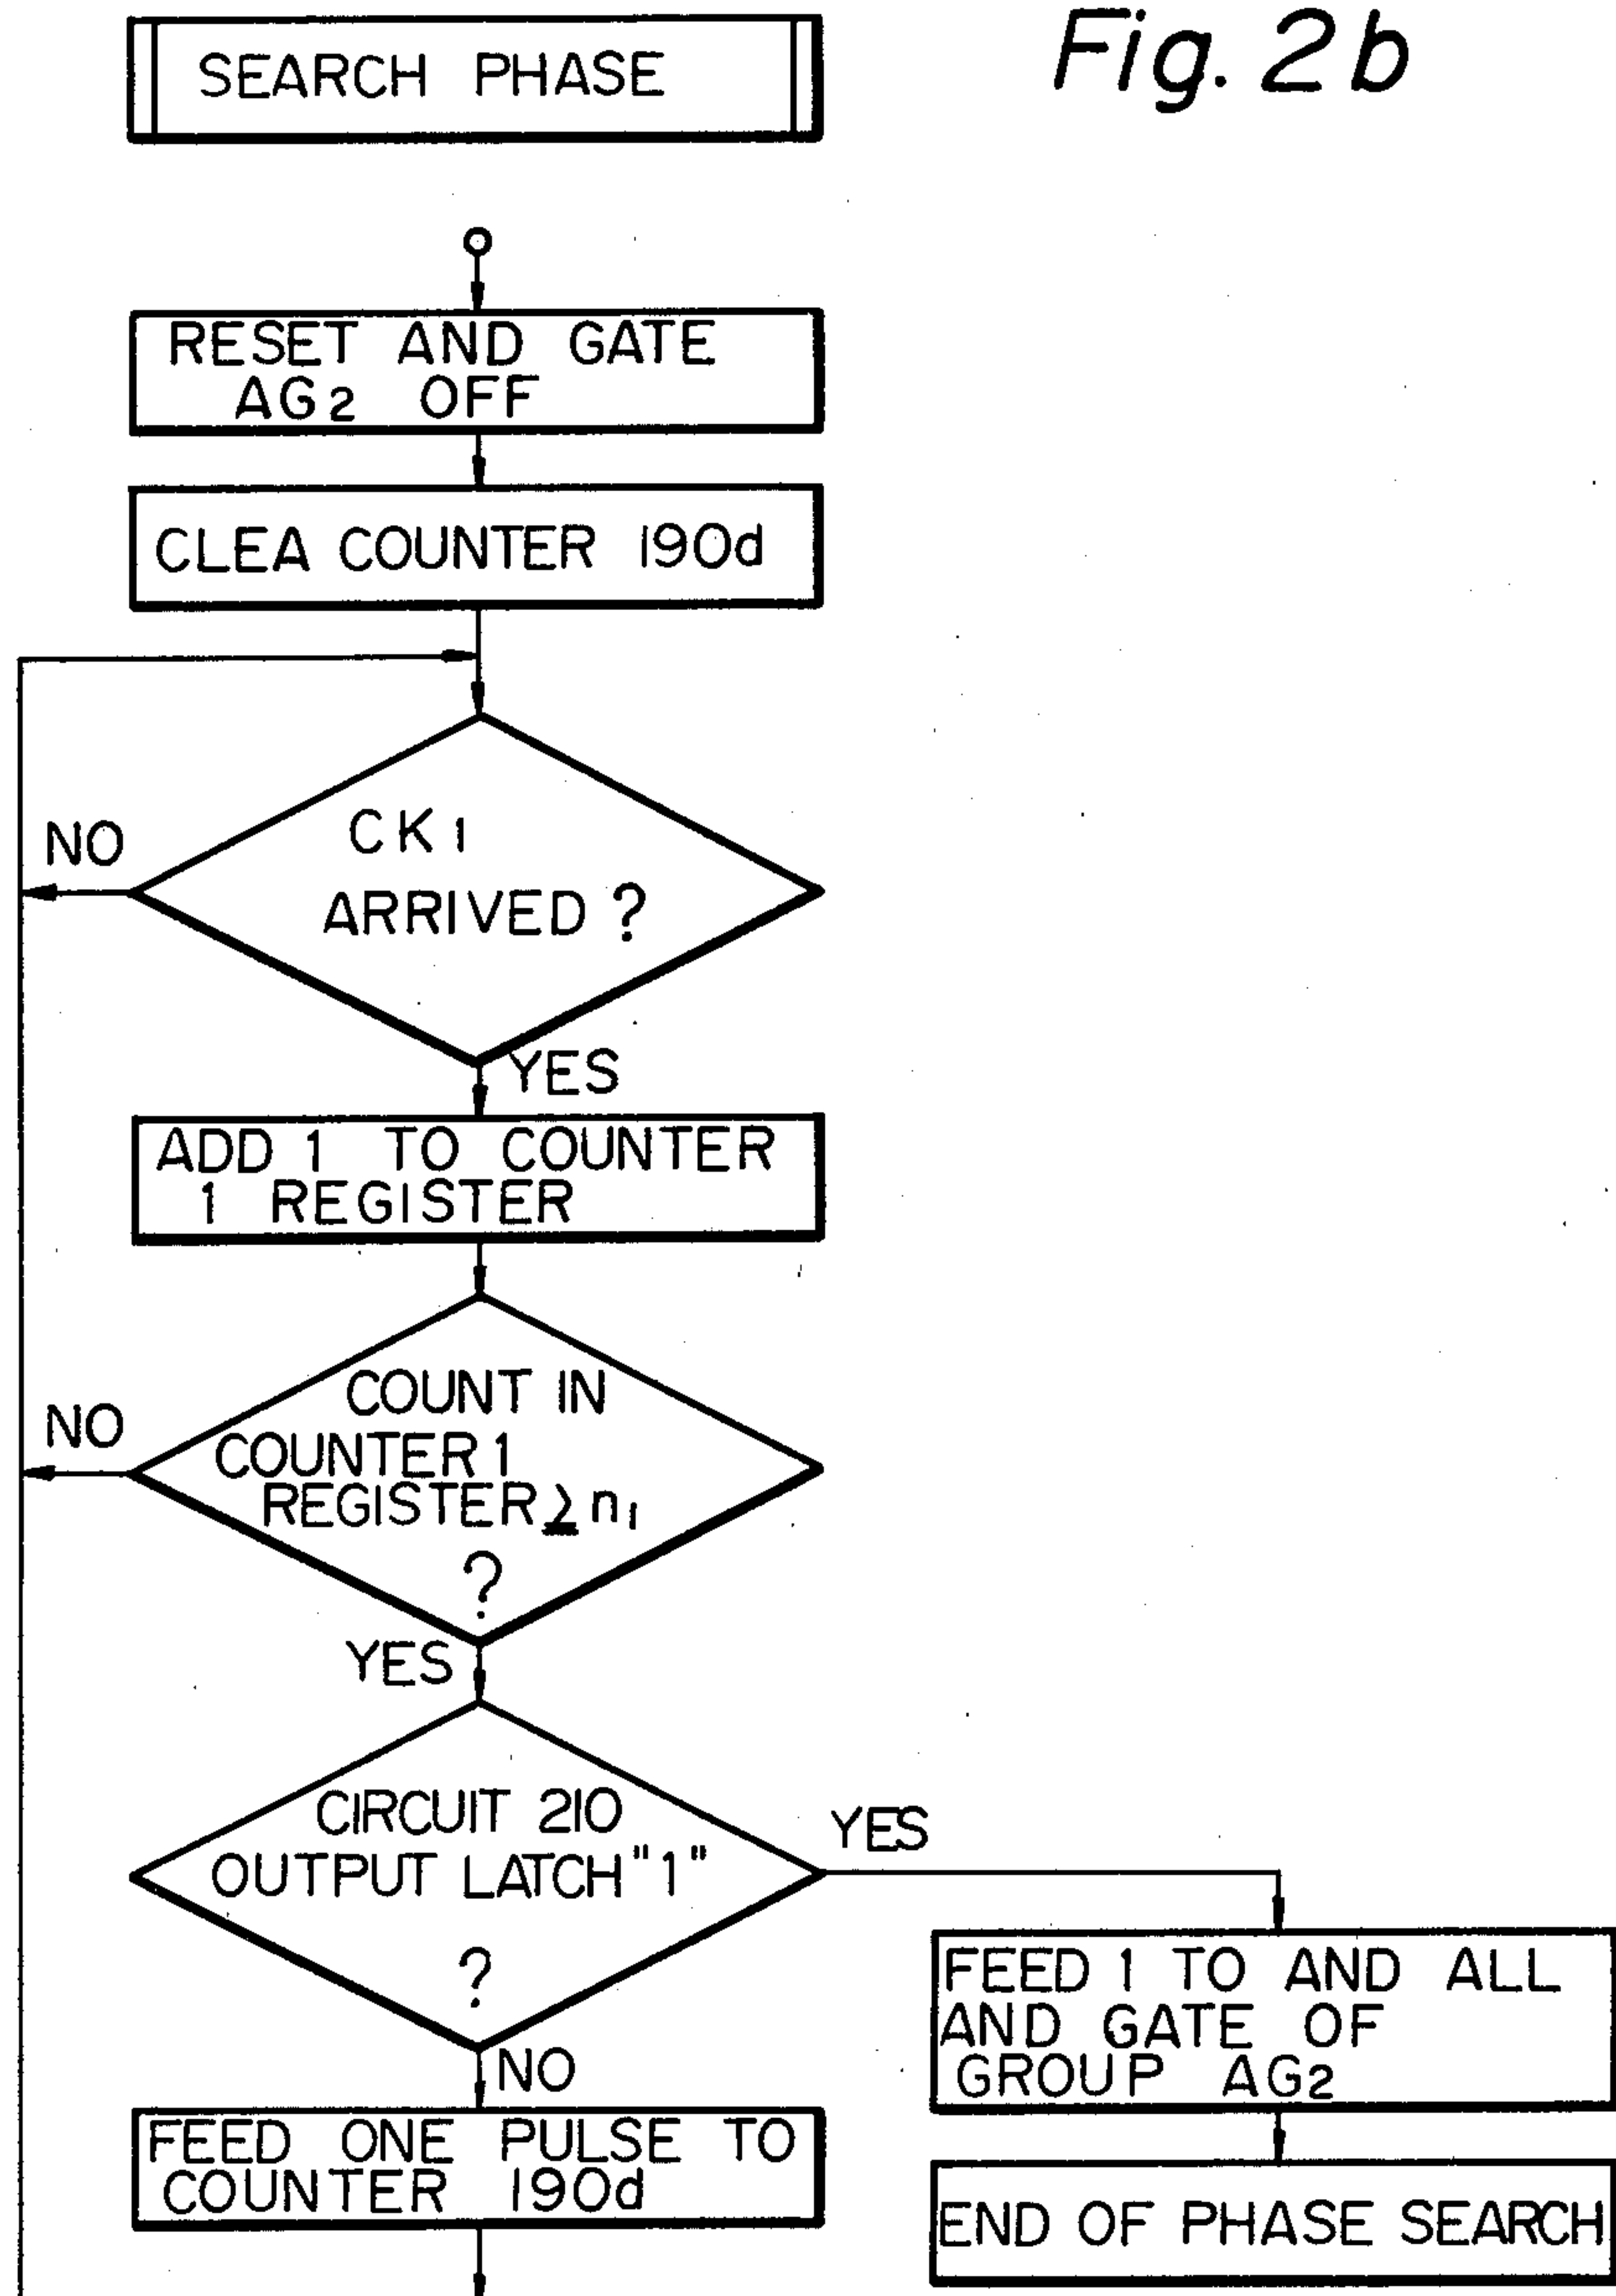 Fig. 2b
SEARCH PHASE
RESET AND GATE
AG2 OFF
CLEA COUNTER 190d
CK1
ARRIVED ?
NO
YES
ADD 1 TO COUNTER
1 REGISTER
COUNT IN
COUNTER 1
REGISTER ≥ n1
?
NO
YES
CIRCUIT 210
OUTPUT LATCH "1"
?
YES
NO
FEED 1 TO AND ALL
AND GATE OF
GROUP AG2
FEED ONE PULSE TO
COUNTER 190d
END OF PHASE SEARCH